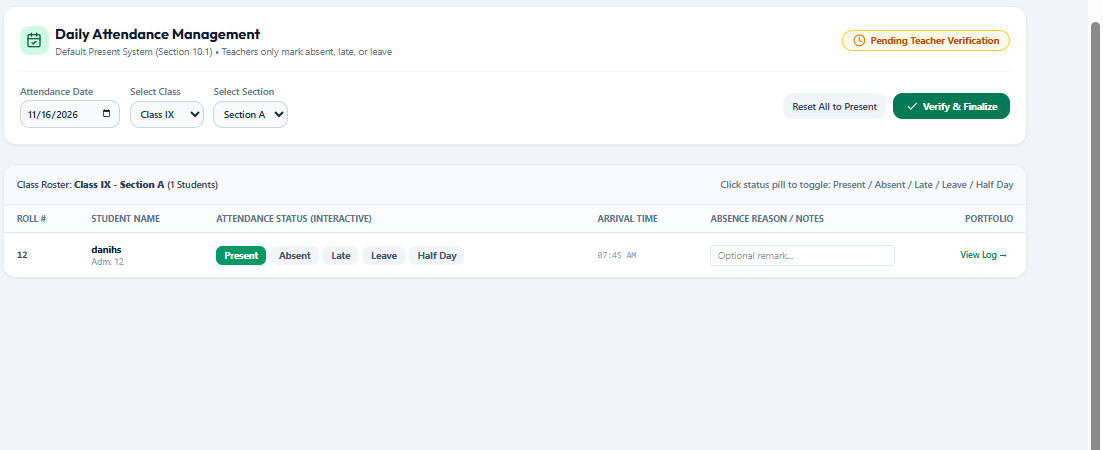 Daily Attendance Management
Default Present System (Section 10.1) • Teachers only mark absent, late, or leave
Pending Teacher Verification
Attendance Date
Select Class
Select Section
11/16/2026
Class IX
Section A
Reset All to Present
Verify & Finalize
Class Roster: Class IX - Section A (1 Students)
Click status pill to toggle: Present / Absent / Late / Leave / Half Day
ROLL # STUDENT NAME ATTENDANCE STATUS (INTERACTIVE) ARRIVAL TIME ABSENCE REASON / NOTES PORTFOLIO
12 danihs Present Absent Late Leave Half Day 07:45 AM Optional remark... View Log →
Adm: 12